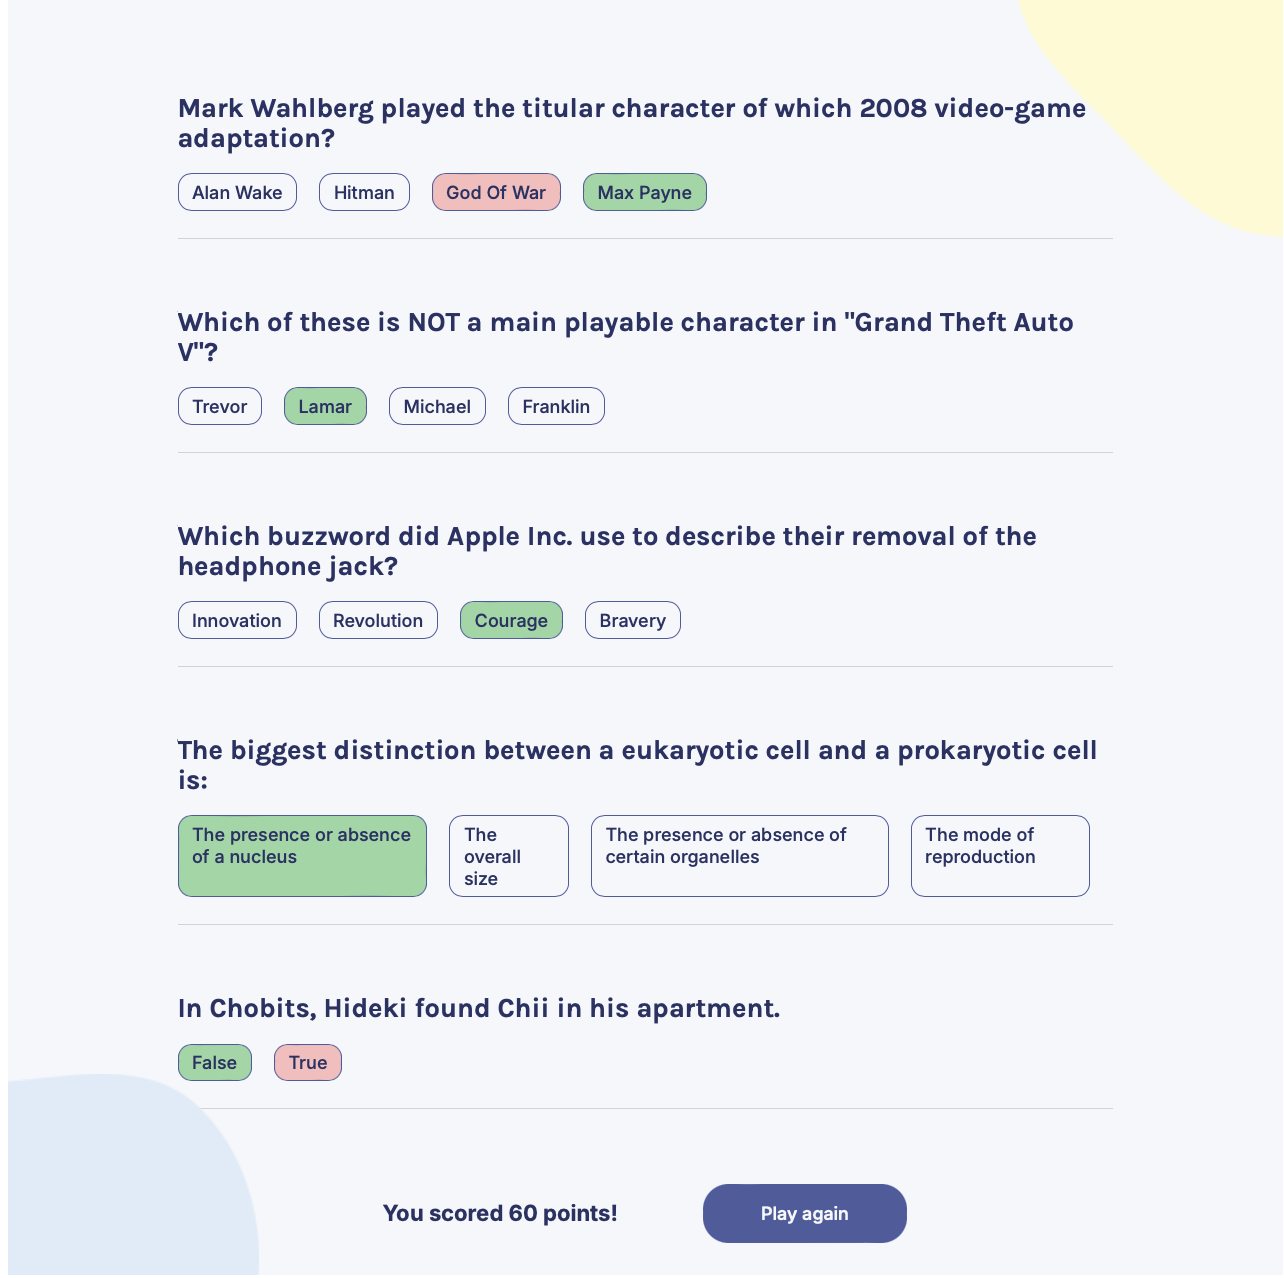 Mark Wahlberg played the titular character of which 2008 video-game
adaptation?
Alan Wake
Hitman
God Of War
Max Payne
Which of these is NOT a main playable character in "Grand Theft Auto
V"?
Trevor
Lamar
Michael
Franklin
Which buzzword did Apple Inc. use to describe their removal of the
headphone jack?
Innovation
Revolution
Courage
Bravery
The biggest distinction between a eukaryotic cell and a prokaryotic cell
is:
The presence or absence
of a nucleus
The
overall
size
The presence or absence of
certain organelles
The mode of
reproduction
In Chobits, Hideki found Chii in his apartment.
False
True
You scored 60 points!
Play again